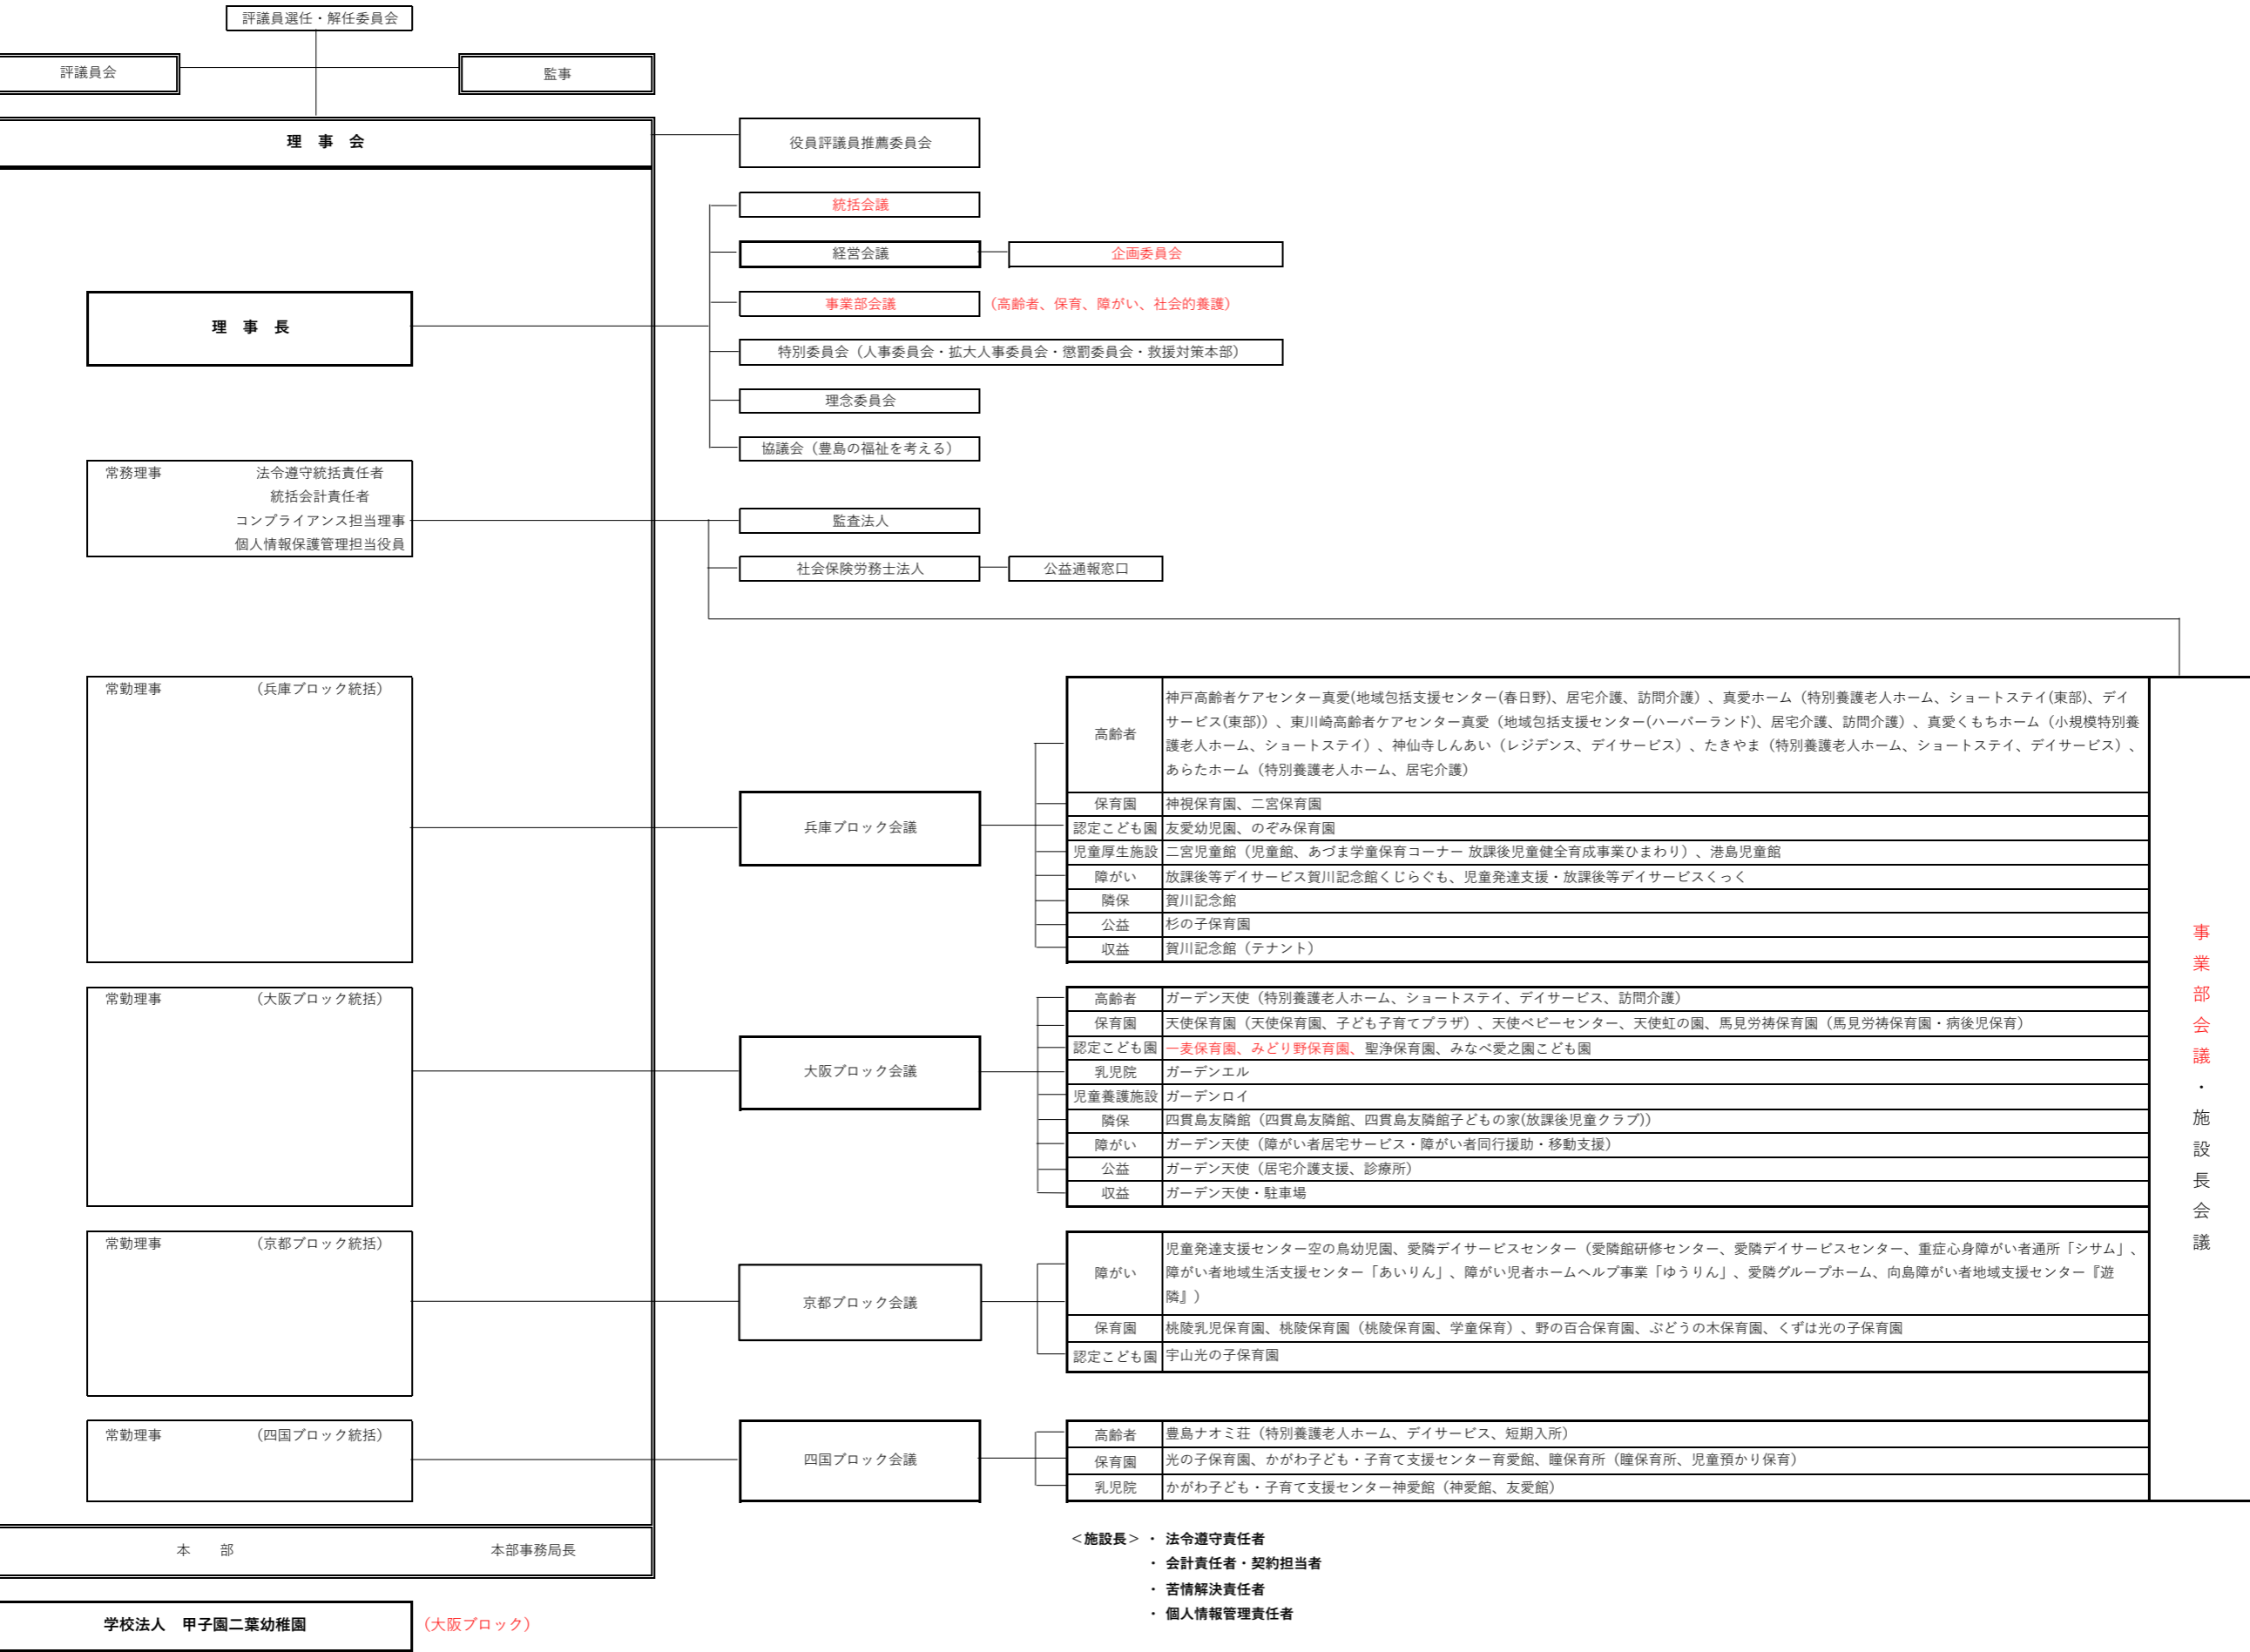 評議員選任・解任委員会
評議員会
監事
理　事　会
役員評議員推薦委員会
統括会議
経営会議
企画委員会
理　事　長
事業部会議
（高齢者、保育、障がい、社会的養護）
特別委員会（人事委員会・拡大人事委員会・懲罰委員会・救援対策本部）
理念委員会
協議会（豊島の福祉を考える）
常務理事　法令遵守統括責任者
統括会計責任者
コンプライアンス担当理事
個人情報保護管理担当役員
監査法人
社会保険労務士法人
公益通報窓口
常勤理事　（兵庫ブロック統括）
兵庫ブロック会議
高齢者
神戸高齢者ケアセンター真愛(地域包括支援センター(春日野)、居宅介護、訪問介護）、真愛ホーム（特別養護老人ホーム、ショートステイ(東部)、デイ
サービス(東部)）、東川崎高齢者ケアセンター真愛（地域包括支援センター(ハーバーランド)、居宅介護、訪問介護）、真愛くもちホーム（小規模特別養
護老人ホーム、ショートステイ）、神仙寺しんあい（レジデンス、デイサービス）、たきやま（特別養護老人ホーム、ショートステイ、デイサービス）、
あらたホーム（特別養護老人ホーム、居宅介護）
保育園　神視保育園、二宮保育園
認定こども園　友愛幼児園、のぞみ保育園
児童厚生施設　二宮児童館（児童館、あづま学童保育コーナー 放課後児童健全育成事業ひまわり）、港島児童館
障がい　放課後等デイサービス賀川記念館くじらぐも、児童発達支援・放課後等デイサービスくっく
隣保　賀川記念館
公益　杉の子保育園
収益　賀川記念館（テナント）
常勤理事　（大阪ブロック統括）
大阪ブロック会議
高齢者　ガーデン天使（特別養護老人ホーム、ショートステイ、デイサービス、訪問介護）
保育園　天使保育園（天使保育園、子ども子育てプラザ）、天使ベビーセンター、天使虹の園、馬見労祷保育園（馬見労祷保育園・病後児保育）
認定こども園　一麦保育園、みどり野保育園、聖浄保育園、みなべ愛之園こども園
乳児院　ガーデンエル
児童養護施設　ガーデンロイ
隣保　四貫島友隣館（四貫島友隣館、四貫島友隣館子どもの家(放課後児童クラブ)）
障がい　ガーデン天使（障がい者居宅サービス・障がい者同行援助・移動支援）
公益　ガーデン天使（居宅介護支援、診療所）
収益　ガーデン天使・駐車場
常勤理事　（京都ブロック統括）
京都ブロック会議
障がい
児童発達支援センター空の鳥幼児園、愛隣デイサービスセンター（愛隣館研修センター、愛隣デイサービスセンター、重症心身障がい者通所「シサム」、
障がい者地域生活支援センター「あいりん」、障がい児者ホームヘルプ事業「ゆうりん」、愛隣グループホーム、向島障がい者地域支援センター『遊
隣』）
保育園　桃陵乳児保育園、桃陵保育園（桃陵保育園、学童保育）、野の百合保育園、ぶどうの木保育園、くずは光の子保育園
認定こども園　宇山光の子保育園
常勤理事　（四国ブロック統括）
四国ブロック会議
高齢者　豊島ナオミ荘（特別養護老人ホーム、デイサービス、短期入所）
保育園　光の子保育園、かがわ子ども・子育て支援センター育愛館、瞳保育所（瞳保育所、児童預かり保育）
乳児院　かがわ子ども・子育て支援センター神愛館（神愛館、友愛館）
事業部会議・施設長会議
本　部　本部事務局長
＜施設長＞・ 法令遵守責任者
・ 会計責任者・契約担当者
・ 苦情解決責任者
・ 個人情報管理責任者
学校法人　甲子園二葉幼稚園
（大阪ブロック）